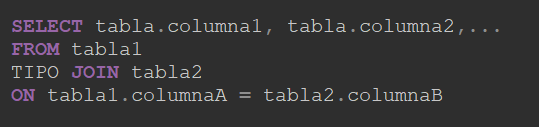 SELECT tabla.columna1, tabla.columna2,...
FROM tabla1
TIPO JOIN tabla2
ON tabla1.columnaA = tabla2.columnaB